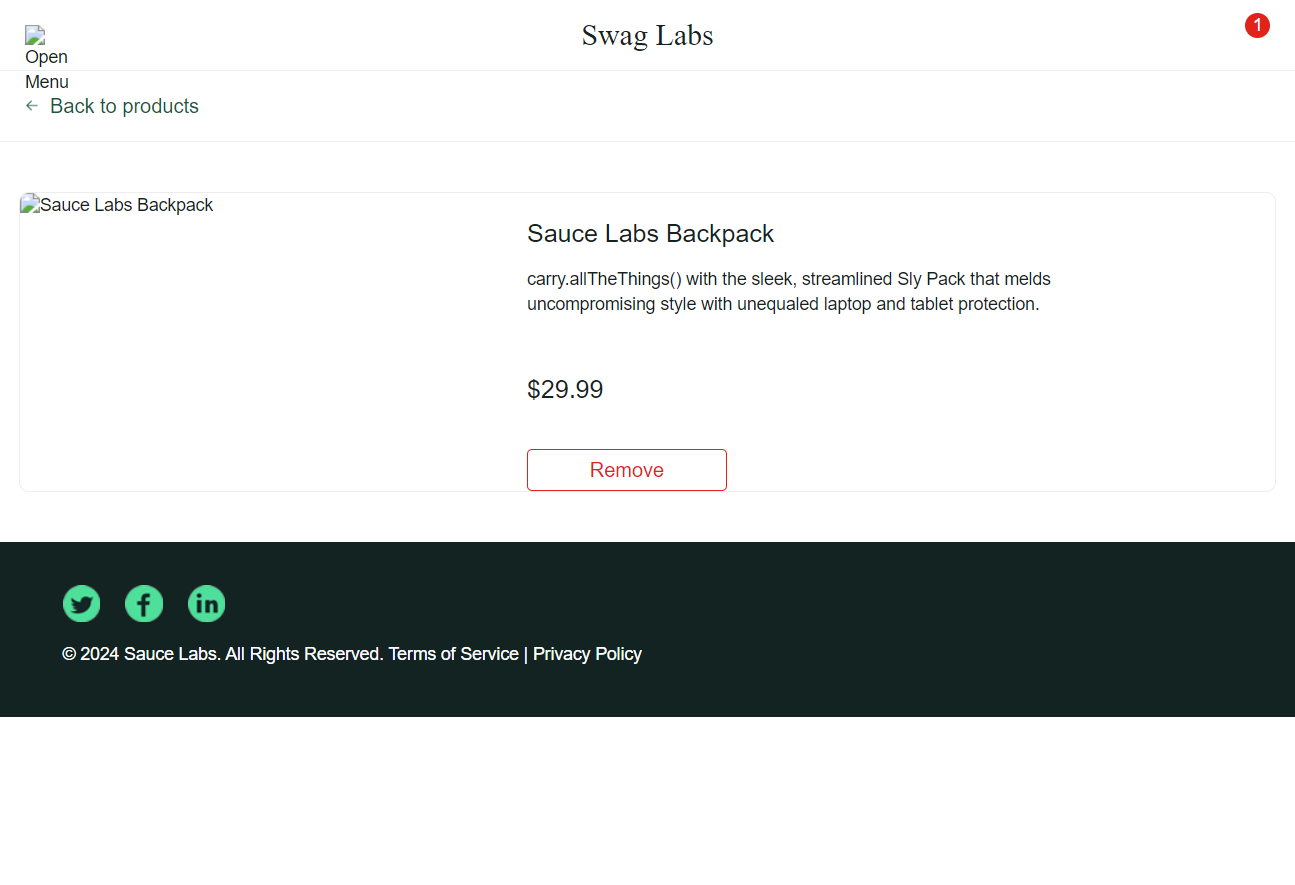 Open
Menu
Swag Labs
1
Back to products
Sauce Labs Backpack
Sauce Labs Backpack
carry.allTheThings() with the sleek, streamlined Sly Pack that melds
uncompromising style with unequaled laptop and tablet protection.
$29.99
Remove
© 2024 Sauce Labs. All Rights Reserved. Terms of Service | Privacy Policy